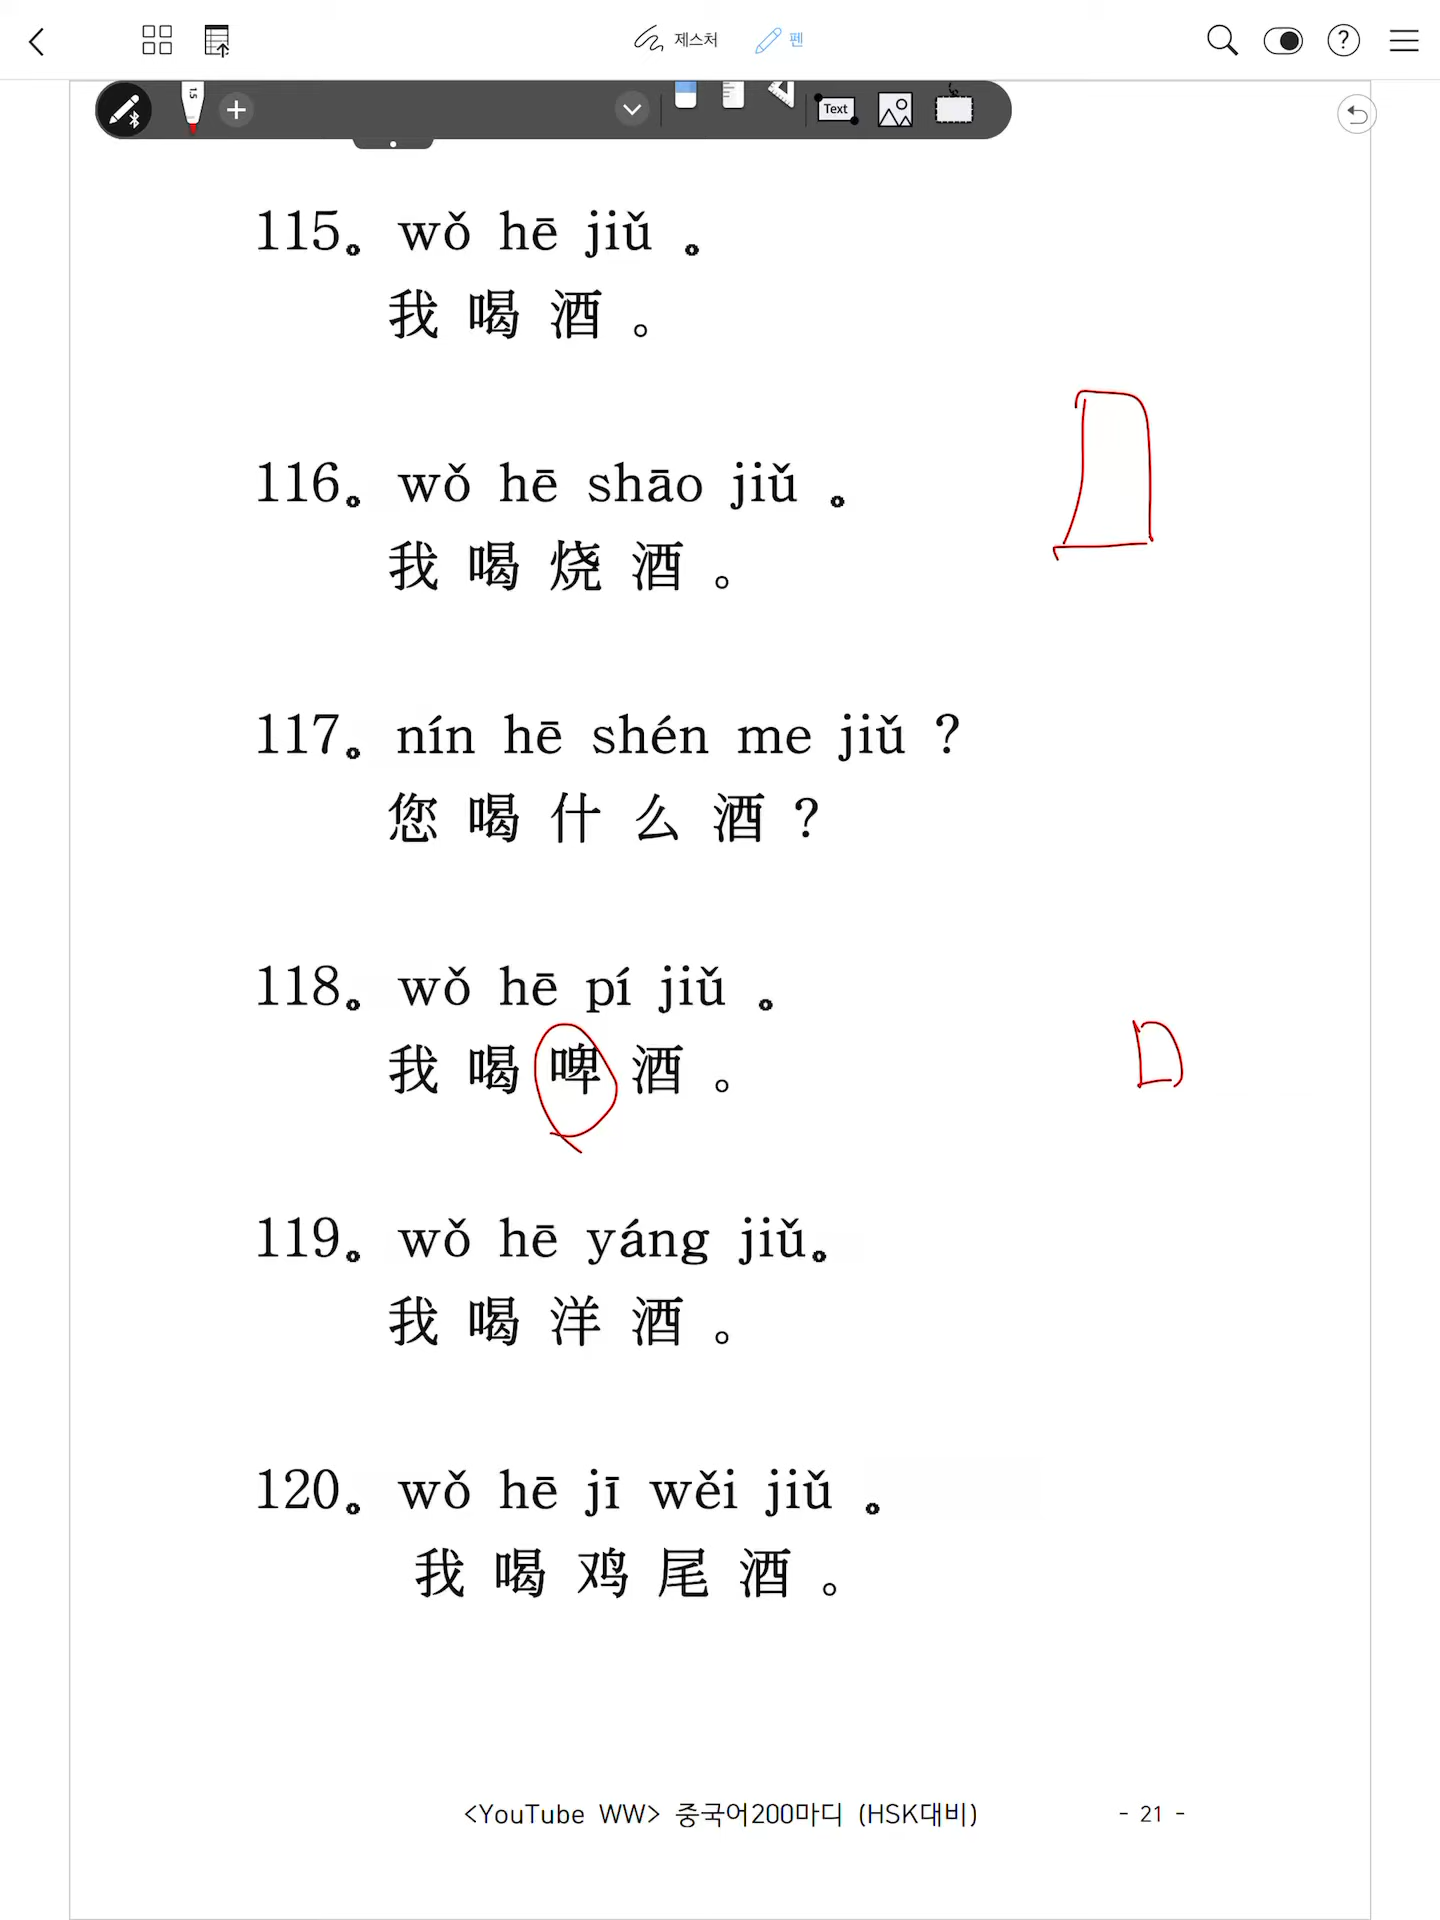 제스처 펜
1.5 Text
115。 wǒ hē jiǔ 。
我 喝 酒 。
116。 wǒ hē shāo jiǔ 。
我 喝 烧 酒 。
117。 nín hē shén me jiǔ ?
您 喝 什 么 酒 ?
118。 wǒ hē pí jiǔ 。
我 喝 啤 酒 。
119。 wǒ hē yáng jiǔ。
我 喝 洋 酒 。
120。 wǒ hē jī wěi jiǔ 。
我 喝 鸡 尾 酒 。
<YouTube WW> 중국어200마디 (HSK대비) - 21 -